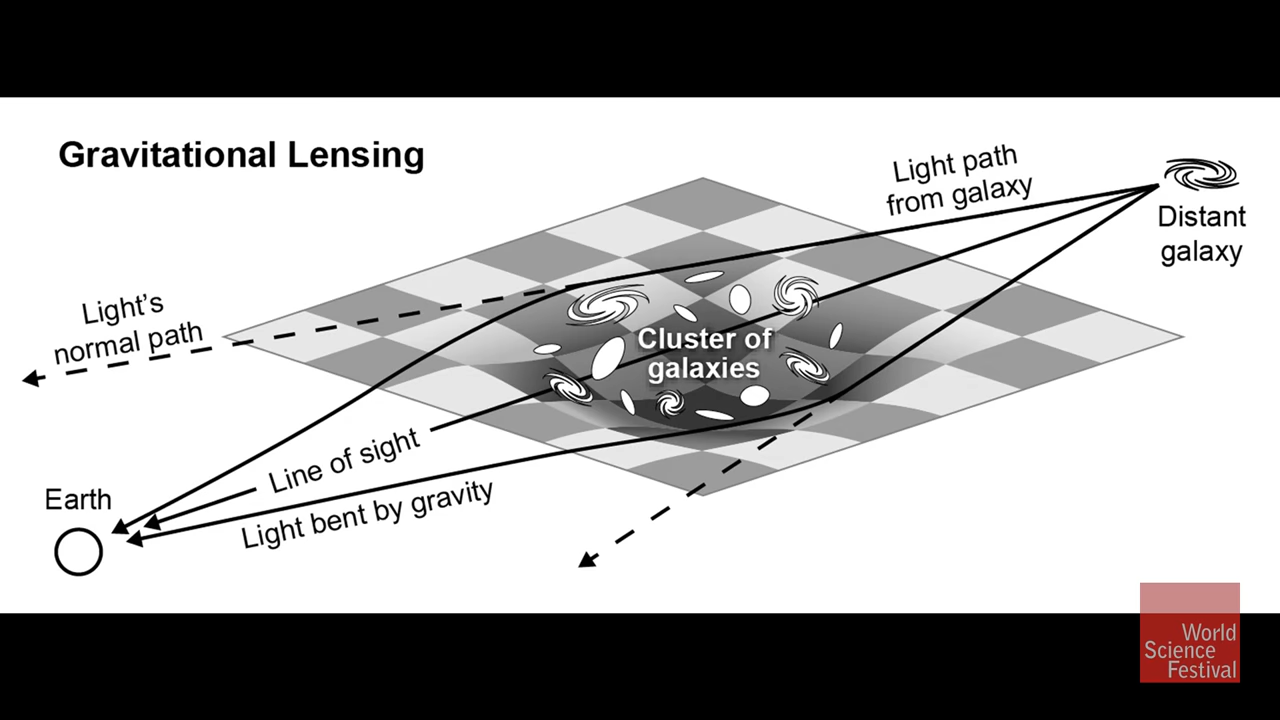 Gravitational Lensing
Light path
from galaxy
Distant
galaxy
Light's
normal path
Cluster of
galaxies
Line of sight
Earth
Light bent by gravity
World
Science
Festival